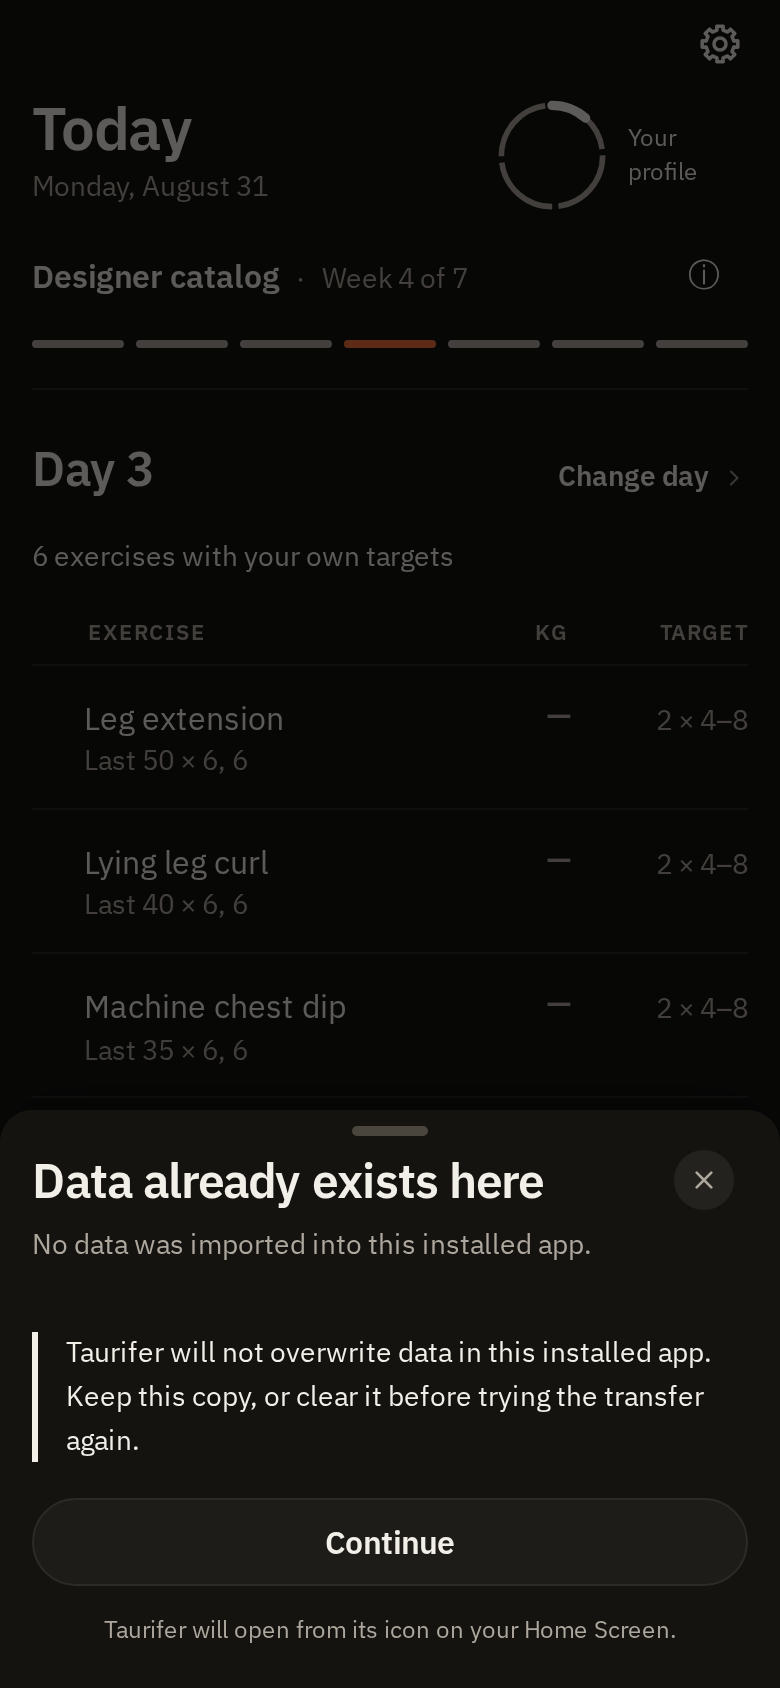 Today
Monday, August 31
Your
profile
Designer catalog · Week 4 of 7
Day 3
Change day
6 exercises with your own targets
EXERCISE KG TARGET
Leg extension — 2 × 4–8
Last 50 × 6, 6
Lying leg curl — 2 × 4–8
Last 40 × 6, 6
Machine chest dip — 2 × 4–8
Last 35 × 6, 6
Data already exists here
No data was imported into this installed app.
Taurifer will not overwrite data in this installed app.
Keep this copy, or clear it before trying the transfer
again.
Continue
Taurifer will open from its icon on your Home Screen.